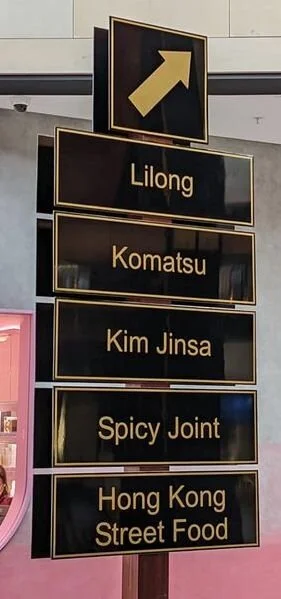 Lilong
Komatsu
Kim Jinsa
Spicy Joint
Hong Kong
Street Food